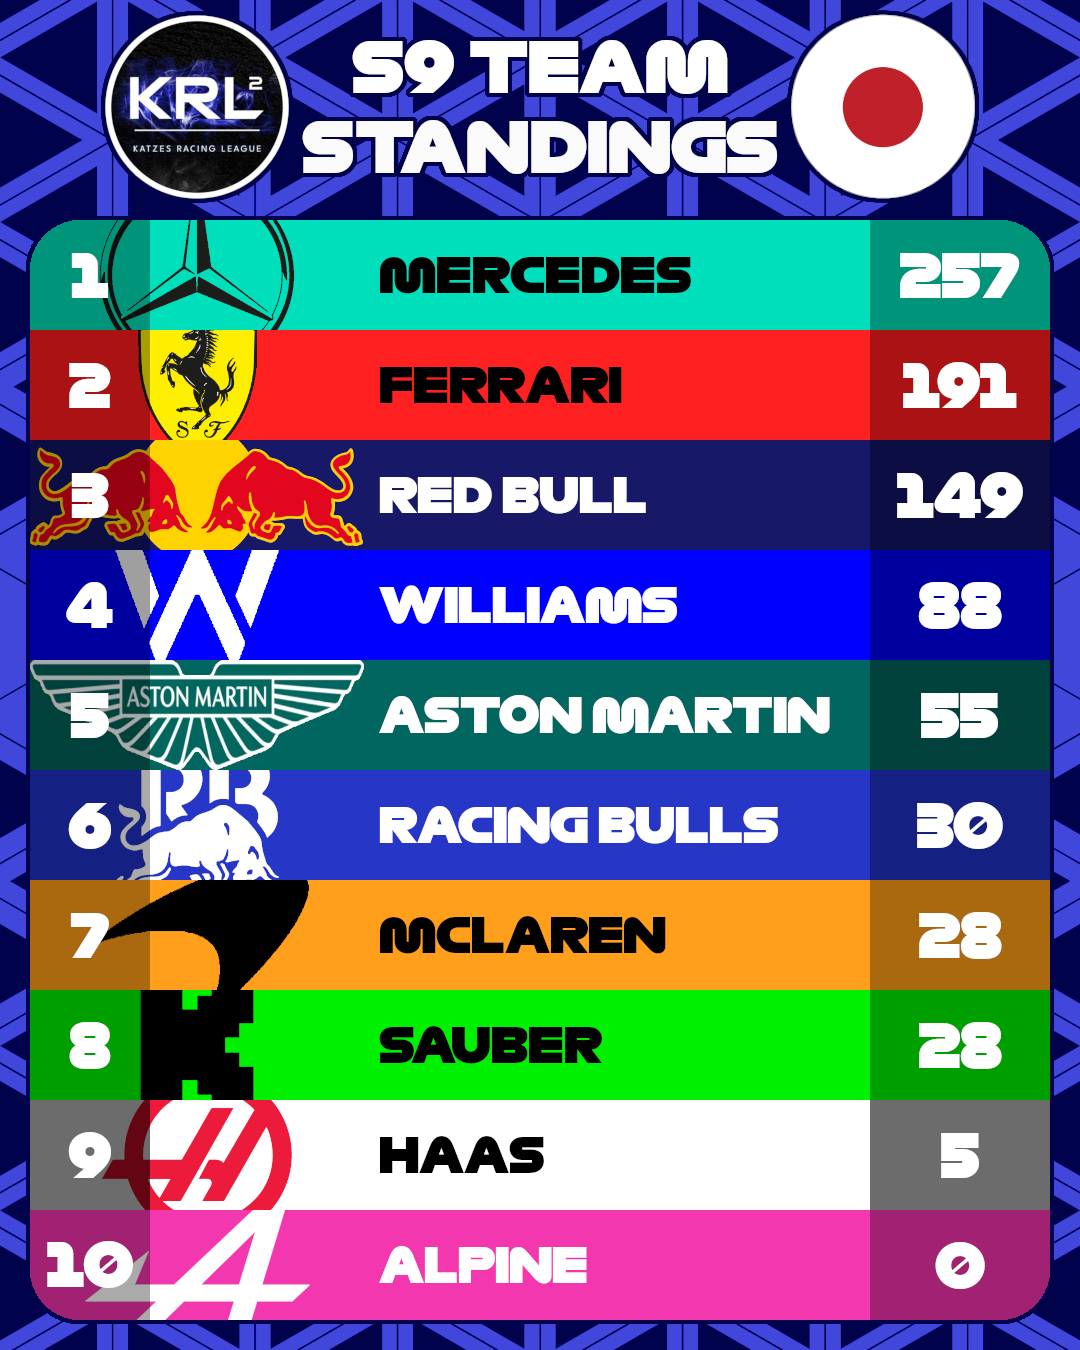 KRL²
KATZES RACING LEAGUE
S9 TEAM
STANDINGS
1 MERCEDES 257
S F
2 FERRARI 191
3 RED BULL 149
W
4 WILLIAMS 88
ASTON MARTIN
5 ASTON MARTIN 55
RB
6 RACING BULLS 30
7 MCLAREN 28
8 SAUBER 28
H
9 HAAS 5
A
10 ALPINE 0